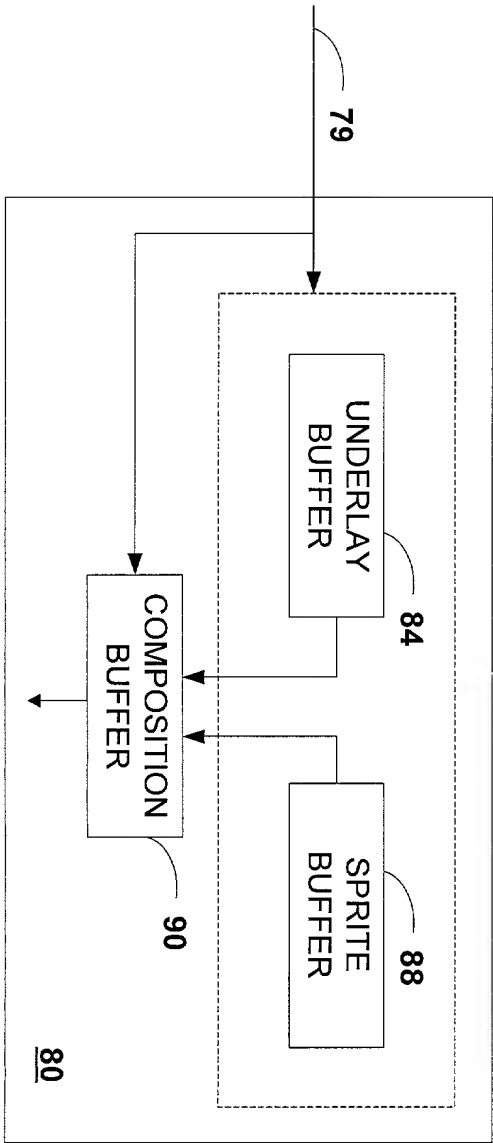 79
UNDERLAY
BUFFER
84
SPRITE
BUFFER
88
COMPOSITION
BUFFER
90
80